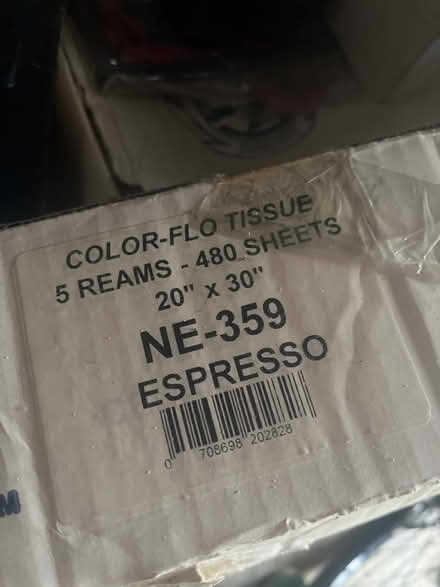 COLOR-FLO TISSUE
5 REAMS - 480 SHEETS
20" x 30"
NE-359
ESPRESSO
0 708698 202828
M